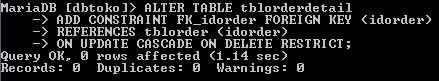 MariaDB [dbtoko]> ALTER TABLE tblorderdetail
    -> ADD CONSTRAINT FK_idorder FOREIGN KEY (idorder)
    -> REFERENCES tblorder (idorder)
    -> ON UPDATE CASCADE ON DELETE RESTRICT;
Query OK, 0 rows affected (1.14 sec)
Records: 0  Duplicates: 0  Warnings: 0